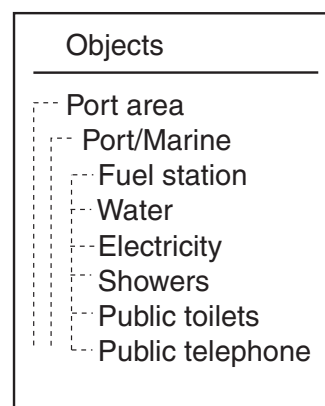 Objects
Port area
Port/Marine
Fuel station
Water
Electricity
Showers
Public toilets
Public telephone